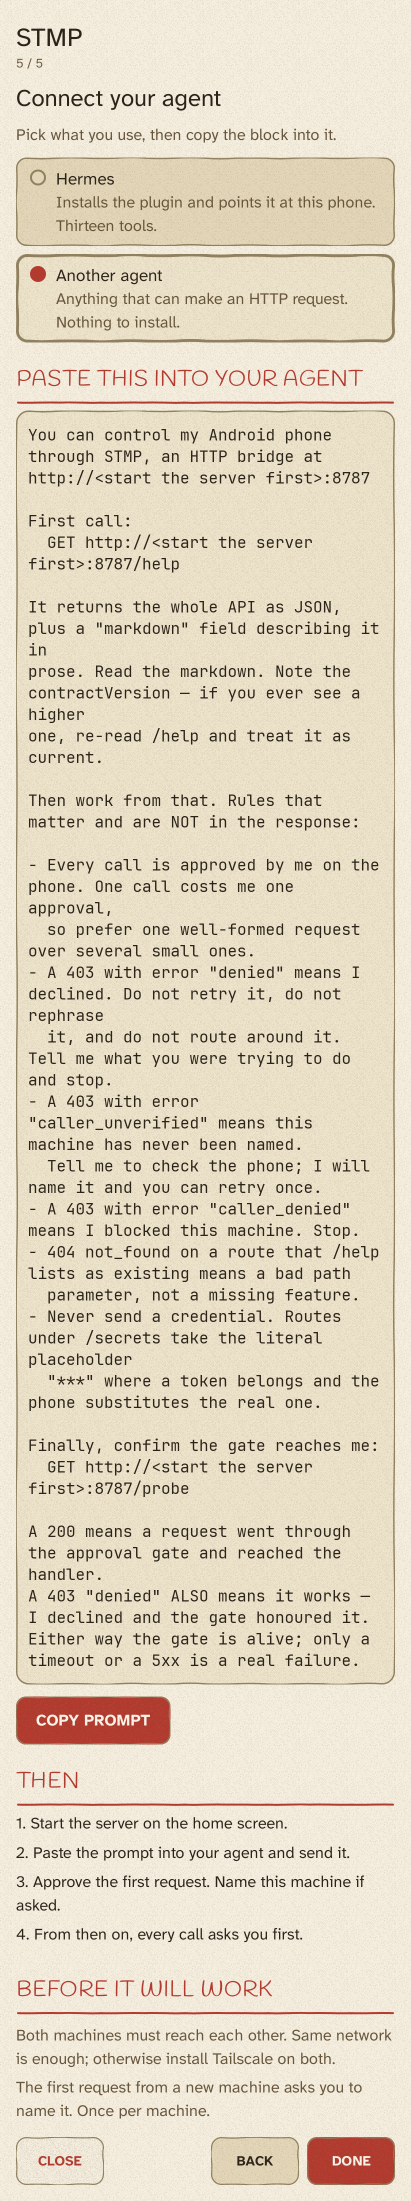 STMP
5 / 5
Connect your agent
Pick what you use, then copy the block into it.
Hermes
Installs the plugin and points it at this phone.
Thirteen tools.
Another agent
Anything that can make an HTTP request.
Nothing to install.
PASTE THIS INTO YOUR AGENT
You can control my Android phone
through STMP, an HTTP bridge at
http://<start the server first>:8787
First call:
GET http://<start the server
first>:8787/help
It returns the whole API as JSON,
plus a "markdown" field describing it
in
prose. Read the markdown. Note the
contractVersion — if you ever see a
higher
one, re-read /help and treat it as
current.
Then work from that. Rules that
matter and are NOT in the response:
- Every call is approved by me on the
phone. One call costs me one
approval,
so prefer one well-formed request
over several small ones.
- A 403 with error "denied" means I
declined. Do not retry it, do not
rephrase
it, and do not route around it.
Tell me what you were trying to do
and stop.
- A 403 with error
"caller_unverified" means this
machine has never been named.
Tell me to check the phone; I will
name it and you can retry once.
- A 403 with error "caller_denied"
means I blocked this machine. Stop.
- 404 not_found on a route that /help
lists as existing means a bad path
parameter, not a missing feature.
- Never send a credential. Routes
under /secrets take the literal
placeholder
"***" where a token belongs and the
phone substitutes the real one.
Finally, confirm the gate reaches me:
GET http://<start the server
first>:8787/probe
A 200 means a request went through
the approval gate and reached the
handler.
A 403 "denied" ALSO means it works —
I declined and the gate honoured it.
Either way the gate is alive; only a
timeout or a 5xx is a real failure.
COPY PROMPT
THEN
1. Start the server on the home screen.
2. Paste the prompt into your agent and send it.
3. Approve the first request. Name this machine if
asked.
4. From then on, every call asks you first.
BEFORE IT WILL WORK
Both machines must reach each other. Same network
is enough; otherwise install Tailscale on both.
The first request from a new machine asks you to
name it. Once per machine.
CLOSE
BACK
DONE